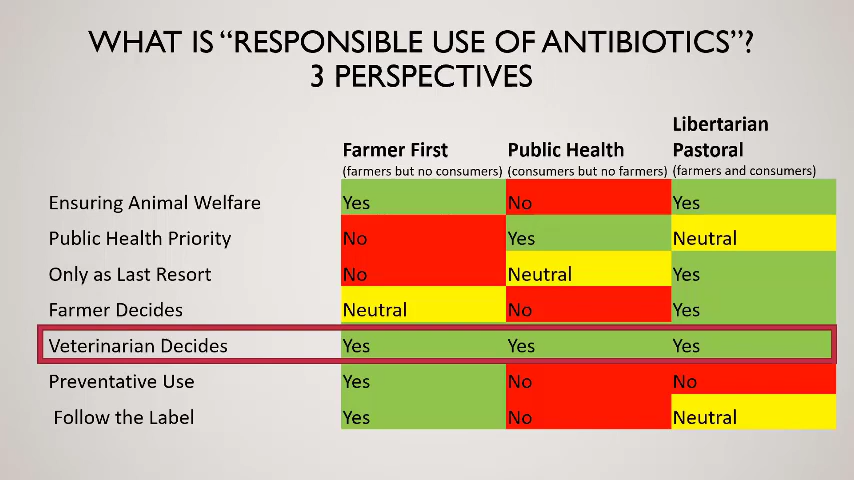 WHAT IS “RESPONSIBLE USE OF ANTIBIOTICS”?
3 PERSPECTIVES
Farmer First Public Health Libertarian Pastoral
(farmers but no consumers) (consumers but no farmers) (farmers and consumers)
Ensuring Animal Welfare Yes No Yes
Public Health Priority No Yes Neutral
Only as Last Resort No Neutral Yes
Farmer Decides Neutral No Yes
Veterinarian Decides Yes Yes Yes
Preventative Use Yes No No
Follow the Label Yes No Neutral